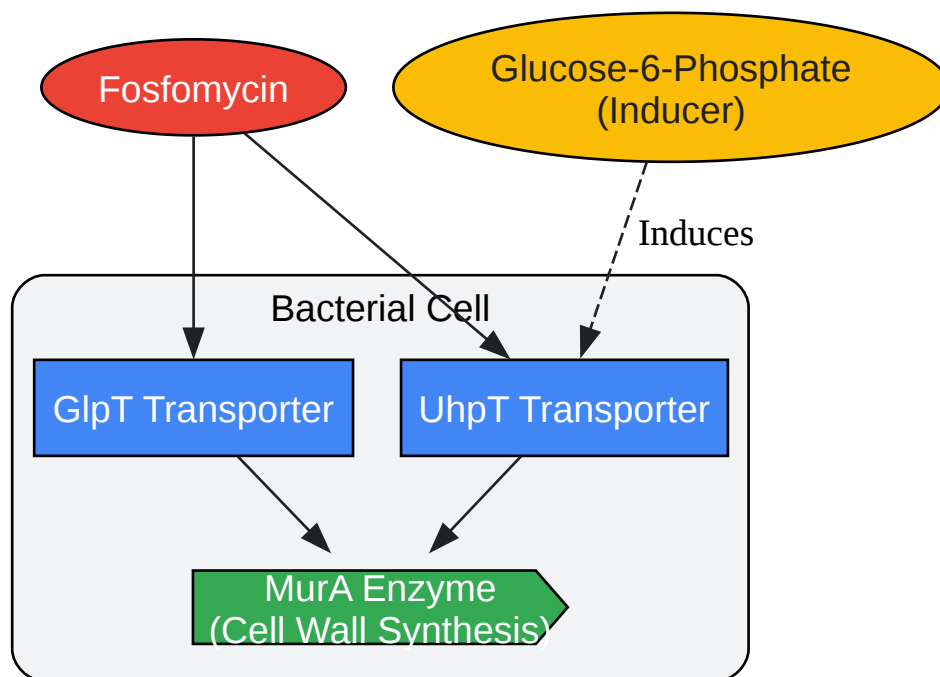 Fosfomycin
Glucose-6-Phosphate
(Inducer)
Induces
Bacterial Cell
GlpT Transporter
UhpT Transporter
MurA Enzyme
(Cell Wall Synthesis)